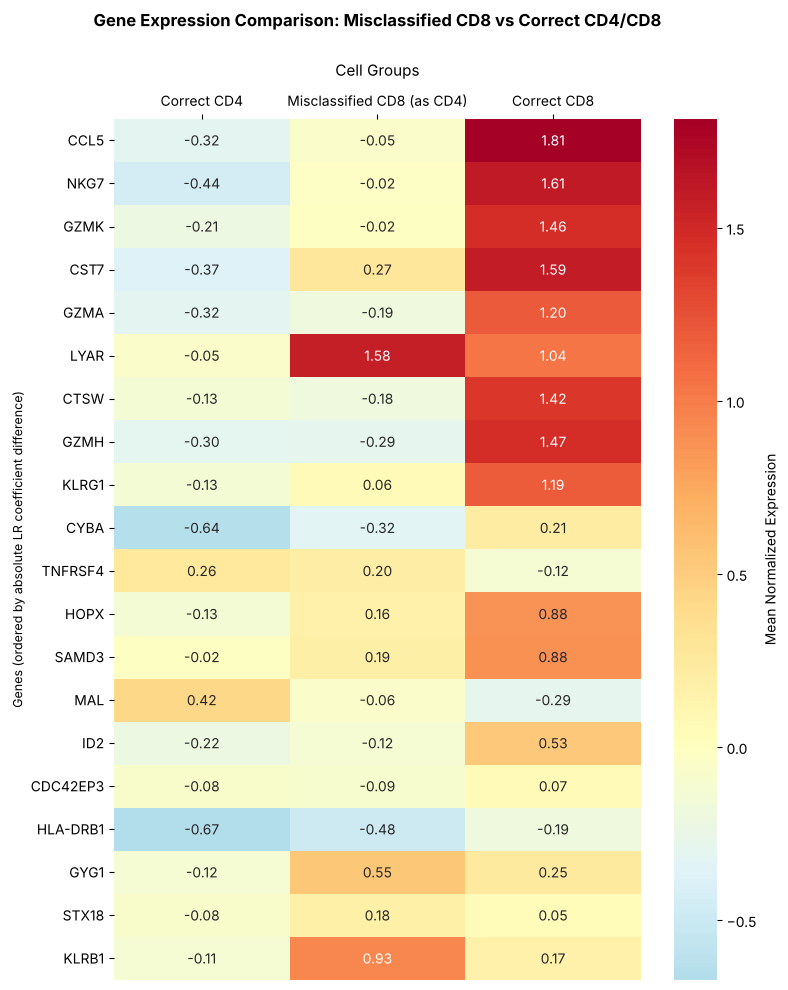 Gene Expression Comparison: Misclassified CD8 vs Correct CD4/CD8
Cell Groups
Correct CD4 Misclassified CD8 (as CD4) Correct CD8
CCL5 -0.32 -0.05 1.81
NKG7 -0.44 -0.02 1.61
GZMK -0.21 -0.02 1.46
CST7 -0.37 0.27 1.59
GZMA -0.32 -0.19 1.20
LYAR -0.05 1.58 1.04
CTSW -0.13 -0.18 1.42
GZMH -0.30 -0.29 1.47
KLRG1 -0.13 0.06 1.19
CYBA -0.64 -0.32 0.21
TNFRSF4 0.26 0.20 -0.12
HOPX -0.13 0.16 0.88
SAMD3 -0.02 0.19 0.88
MAL 0.42 -0.06 -0.29
ID2 -0.22 -0.12 0.53
CDC42EP3 -0.08 -0.09 0.07
HLA-DRB1 -0.67 -0.48 -0.19
GYG1 -0.12 0.55 0.25
STX18 -0.08 0.18 0.05
KLRB1 -0.11 0.93 0.17
Genes (ordered by absolute LR coefficient difference)
1.5
1.0
0.5
0.0
−0.5
Mean Normalized Expression